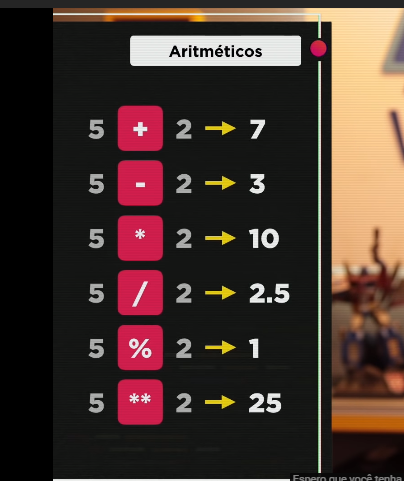 Aritméticos
5 + 2 → 7
5 - 2 → 3
5 * 2 → 10
5 / 2 → 2.5
5 % 2 → 1
5 ** 2 → 25
Espero que você tenha